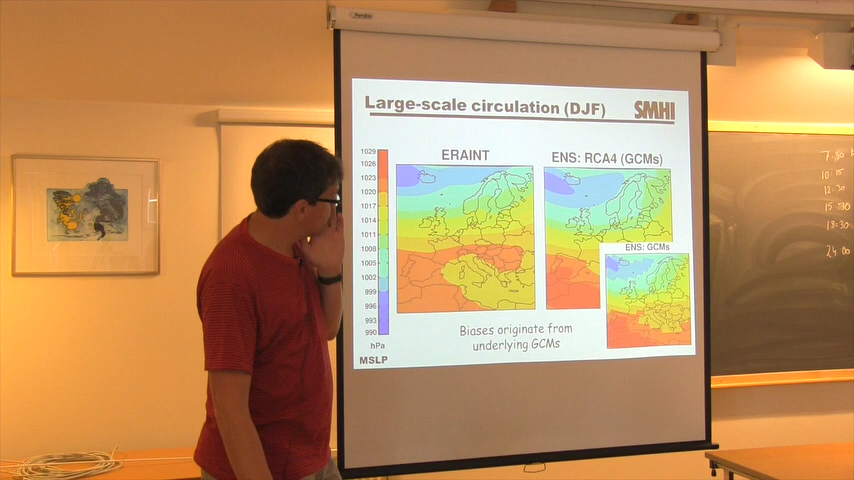 Large-scale circulation (DJF)
SMHI
ERAINT
ENS: RCA4 (GCMs)
1029
1026
1023
1020
1017
1014
1011
1008
1005
1002
999
996
993
990
hPa
MSLP
ENS: GCMs
Biases originate from
underlying GCMs
10:15
12:30
15:30
18:30
24:00